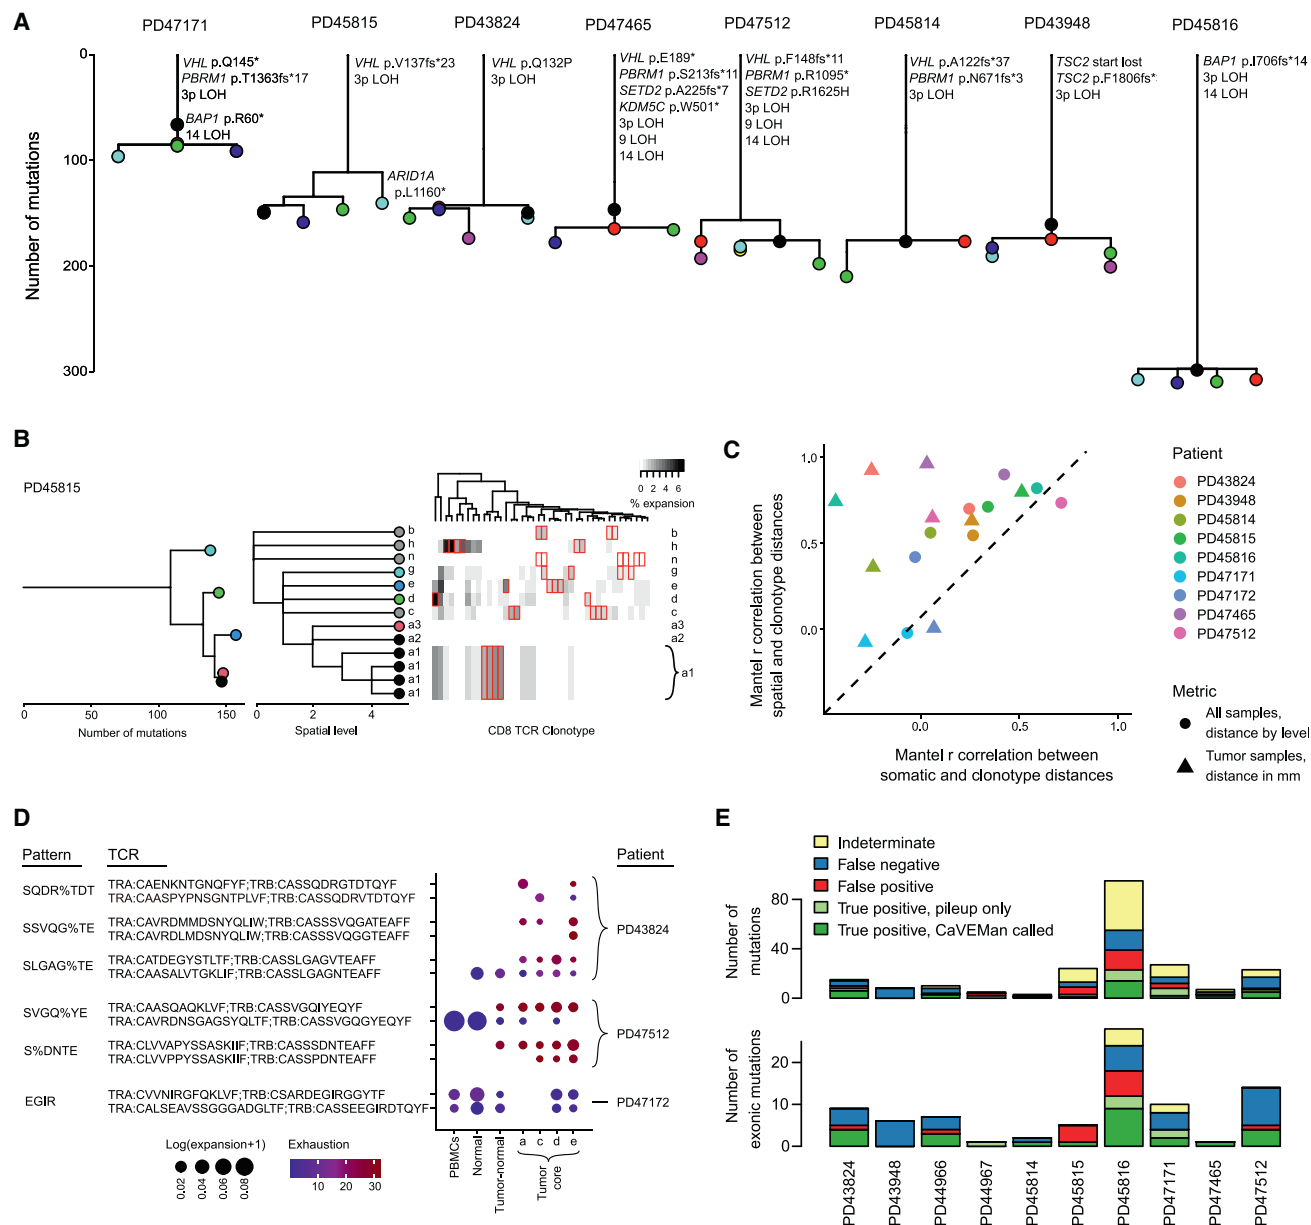 A
PD47171
PD45815
PD43824
PD47465
PD47512
PD45814
PD43948
PD45816
Number of mutations
0
100
200
300
VHL p.Q145*
PBRM1 p.T1363fs*17
3p LOH
BAP1 p.R60*
14 LOH
VHL p.V137fs*23
3p LOH
VHL p.Q132P
3p LOH
ARID1A
p.L1160*
VHL p.E189*
PBRM1 p.S213fs*11
SETD2 p.A225fs*7
KDM5C p.W501*
3p LOH
9 LOH
14 LOH
VHL p.F148fs*11
PBRM1 p.R1095*
SETD2 p.R1625H
3p LOH
9 LOH
14 LOH
VHL p.A122fs*37
PBRM1 p.N671fs*3
3p LOH
TSC2 start lost
TSC2 p.F1806fs*
3p LOH
BAP1 p.I706fs*14
3p LOH
14 LOH
B
PD45815
0 50 100 150
Number of mutations
0 2 4
Spatial level
0 2 4 6
% expansion
b
h
n
g
e
d
c
a3
a2
a1
a1
a1
a1
b
h
n
g
e
d
c
a3
a2
a1
CD8 TCR Clonotype
C
Mantel r correlation between
spatial and clonotype distances
1.0
0.5
0.0
0.0 0.5 1.0
Mantel r correlation between
somatic and clonotype distances
Patient
PD43824
PD43948
PD45814
PD45815
PD45816
PD47171
PD47172
PD47465
PD47512
Metric
All samples,
distance by level
Tumor samples,
distance in mm
D
Pattern TCR Patient
SQDR%TDT
TRA:CAENKNTGNQFYF;TRB:CASSQDRGTDTQYF
TRA:CAASPYPNSGNTPLVF;TRB:CASSQDRVTDTQYF
SSVQG%TE
TRA:CAVRDMMDSNYQLIW;TRB:CASSSVQGATEAFF
TRA:CAVRDLMDSNYQLIW;TRB:CASSSVQGGTEAFF
SLGAG%TE
TRA:CATDEGYSTLTF;TRB:CASSLGAGVTEAFF
TRA:CAASALVTGKLIF;TRB:CASSLGAGNTEAFF
SVGQ%YE
TRA:CAASQAQKLVF;TRB:CASSVGQIYEQYF
TRA:CAVRDNSGAGSYQLTF;TRB:CASSVGQGYEQYF
S%DNTE
TRA:CLVVAPYSSASKIIF;TRB:CASSSDNTEAFF
TRA:CLVVPPYSSASKIIF;TRB:CASSPDNTEAFF
EGIR
TRA:CVVNIRGFQKLVF;TRB:CSARDEGIRGGYTF
TRA:CALSEAVSSGGGADGLTF;TRB:CASSEEGIRDTQYF
PD43824
PD47512
PD47172
PBMCs
Normal
Tumor-normal
a c d e
Tumor
core
Log(expansion+1)
0.02
0.04
0.06
0.08
Exhaustion
10 20 30
E
Indeterminate
False negative
False positive
True positive, pileup only
True positive, CaVEMan called
Number of
mutations
80
40
0
Number of
exonic mutations
20
10
0
PD43824
PD43948
PD44966
PD44967
PD45814
PD45815
PD45816
PD47171
PD47465
PD47512